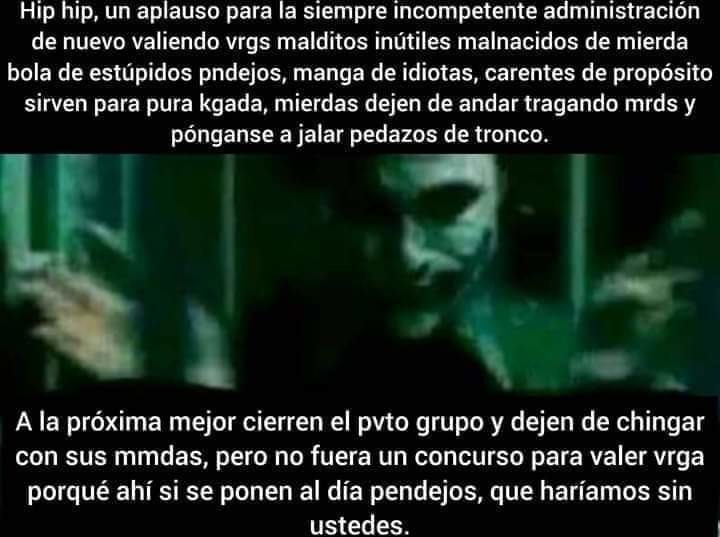 Hip hip, un aplauso para la siempre incompetente administración
de nuevo valiendo vrgs malditos inútiles malnacidos de mierda
bola de estúpidos pndejos, manga de idiotas, carentes de propósito
sirven para pura kgada, mierdas dejen de andar tragando mrds y
pónganse a jalar pedazos de tronco.
A la próxima mejor cierren el pvto grupo y dejen de chingar
con sus mmdas, pero no fuera un concurso para valer vrga
porqué ahí si se ponen al día pendejos, que haríamos sin
ustedes.